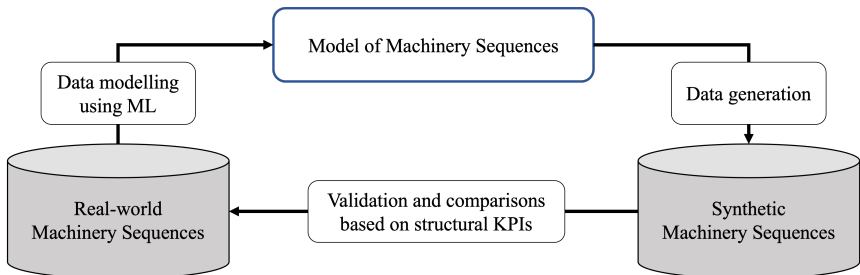 Model of Machinery Sequences
Data modelling
using ML
Data generation
Real-world
Machinery Sequences
Validation and comparisons
based on structural KPIs
Synthetic
Machinery Sequences